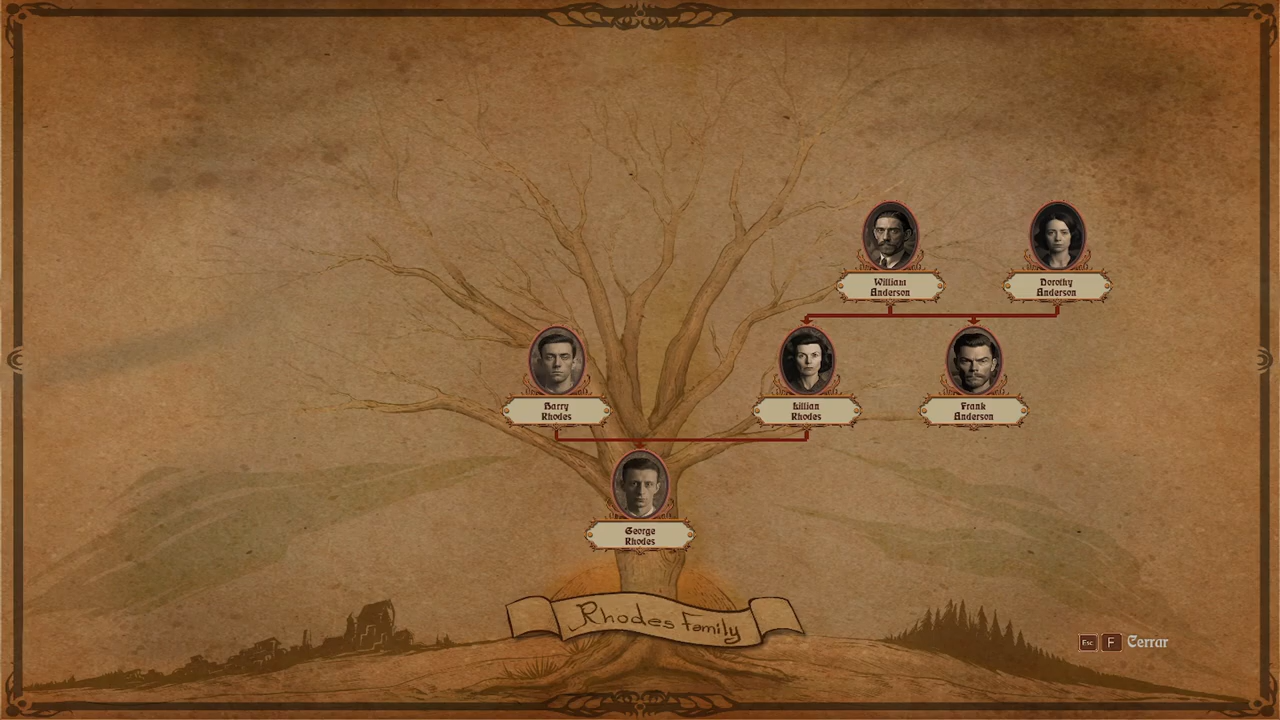 William
Anderson
Dorothy
Anderson
Barry
Rhodes
Lillian
Rhodes
Frank
Anderson
George
Rhodes
Rhodes Family
Esc F Cerrar